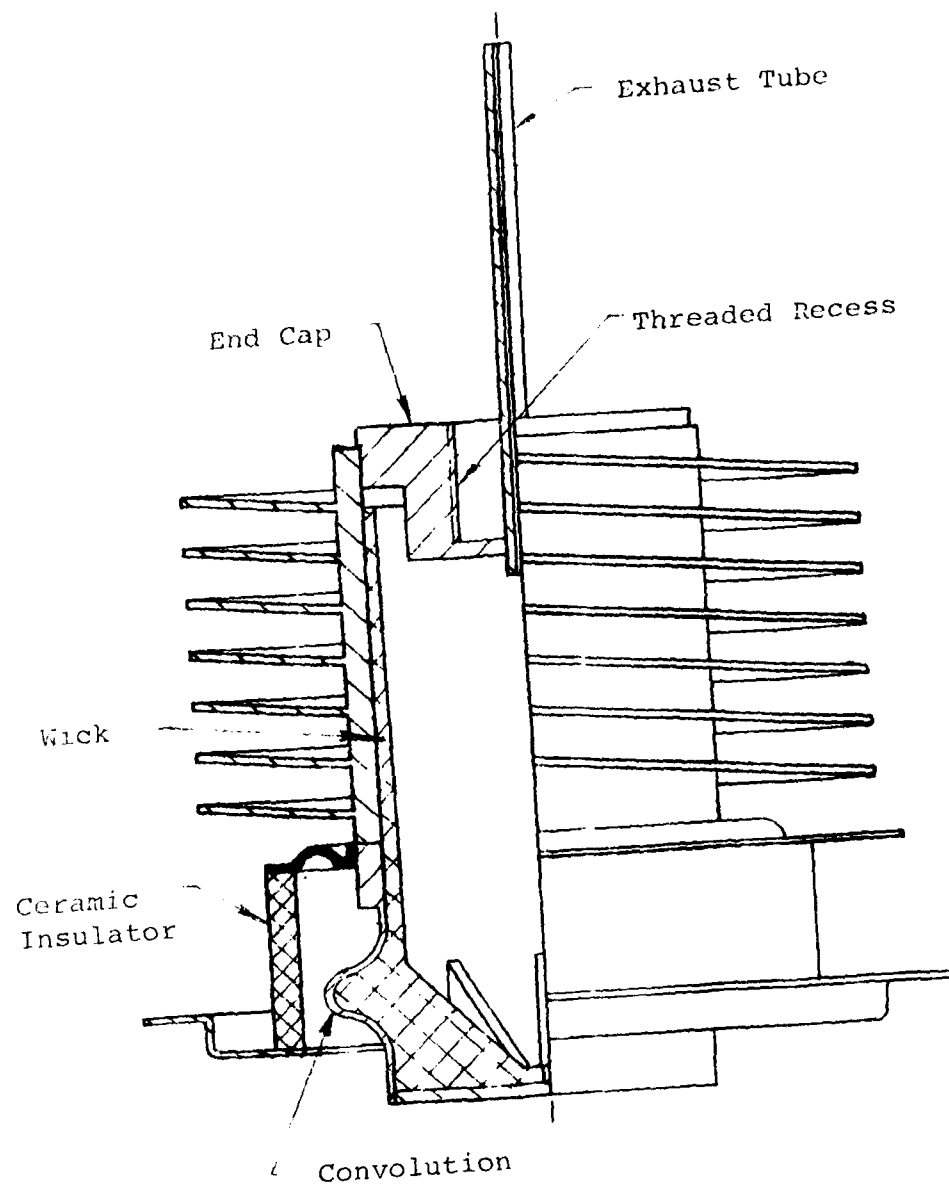 Exhaust Tube
Threaded Recess
End Cap
Wick
Ceramic
Insulator
Convolution